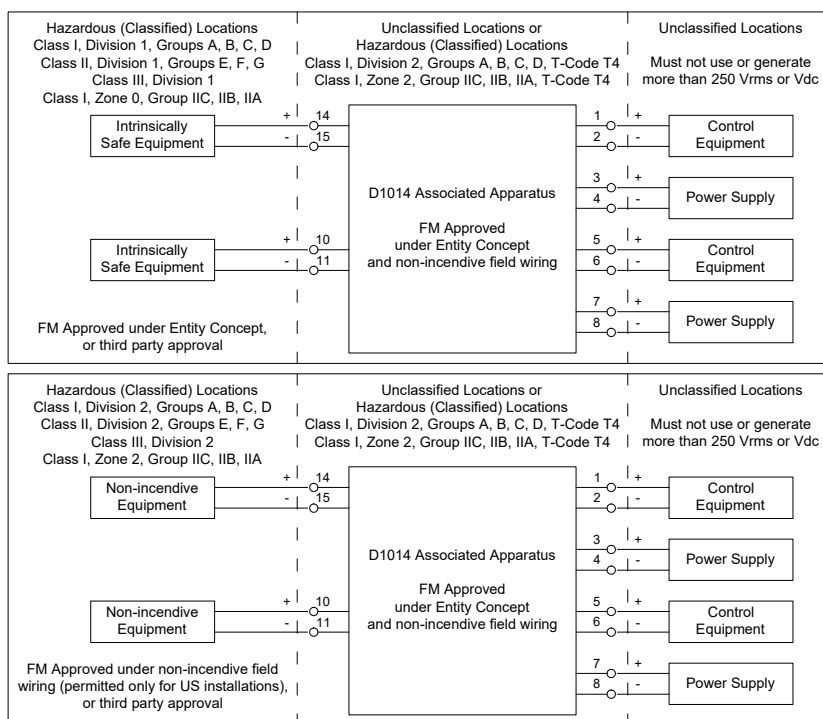 Hazardous (Classified) Locations
Class I, Division 1, Groups A, B, C, D
Class II, Division 1, Groups E, F, G
Class III, Division 1
Class I, Zone 0, Group IIC, IIB, IIA
Unclassified Locations or
Hazardous (Classified) Locations
Class I, Division 2, Groups A, B, C, D, T-Code T4
Class I, Zone 2, Group IIC, IIB, IIA, T-Code T4
Unclassified Locations
Must not use or generate
more than 250 Vrms or Vdc
Intrinsically
Safe Equipment
+ 14
- 15
Intrinsically
Safe Equipment
+ 10
- 11
D1014 Associated Apparatus
FM Approved
under Entity Concept
and non-incendive field wiring
1 +
2 -
Control
Equipment
3 +
4 -
Power Supply
5 +
6 -
Control
Equipment
7 +
8 -
Power Supply
FM Approved under Entity Concept,
or third party approval
Hazardous (Classified) Locations
Class I, Division 2, Groups A, B, C, D
Class II, Division 2, Groups E, F, G
Class III, Division 2
Class I, Zone 2, Group IIC, IIB, IIA
Unclassified Locations or
Hazardous (Classified) Locations
Class I, Division 2, Groups A, B, C, D, T-Code T4
Class I, Zone 2, Group IIC, IIB, IIA, T-Code T4
Unclassified Locations
Must not use or generate
more than 250 Vrms or Vdc
Non-incendive
Equipment
+ 14
- 15
Non-incendive
Equipment
+ 10
- 11
D1014 Associated Apparatus
FM Approved
under Entity Concept
and non-incendive field wiring
1 +
2 -
Control
Equipment
3 +
4 -
Power Supply
5 +
6 -
Control
Equipment
7 +
8 -
Power Supply
FM Approved under non-incendive field
wiring (permitted only for US installations),
or third party approval